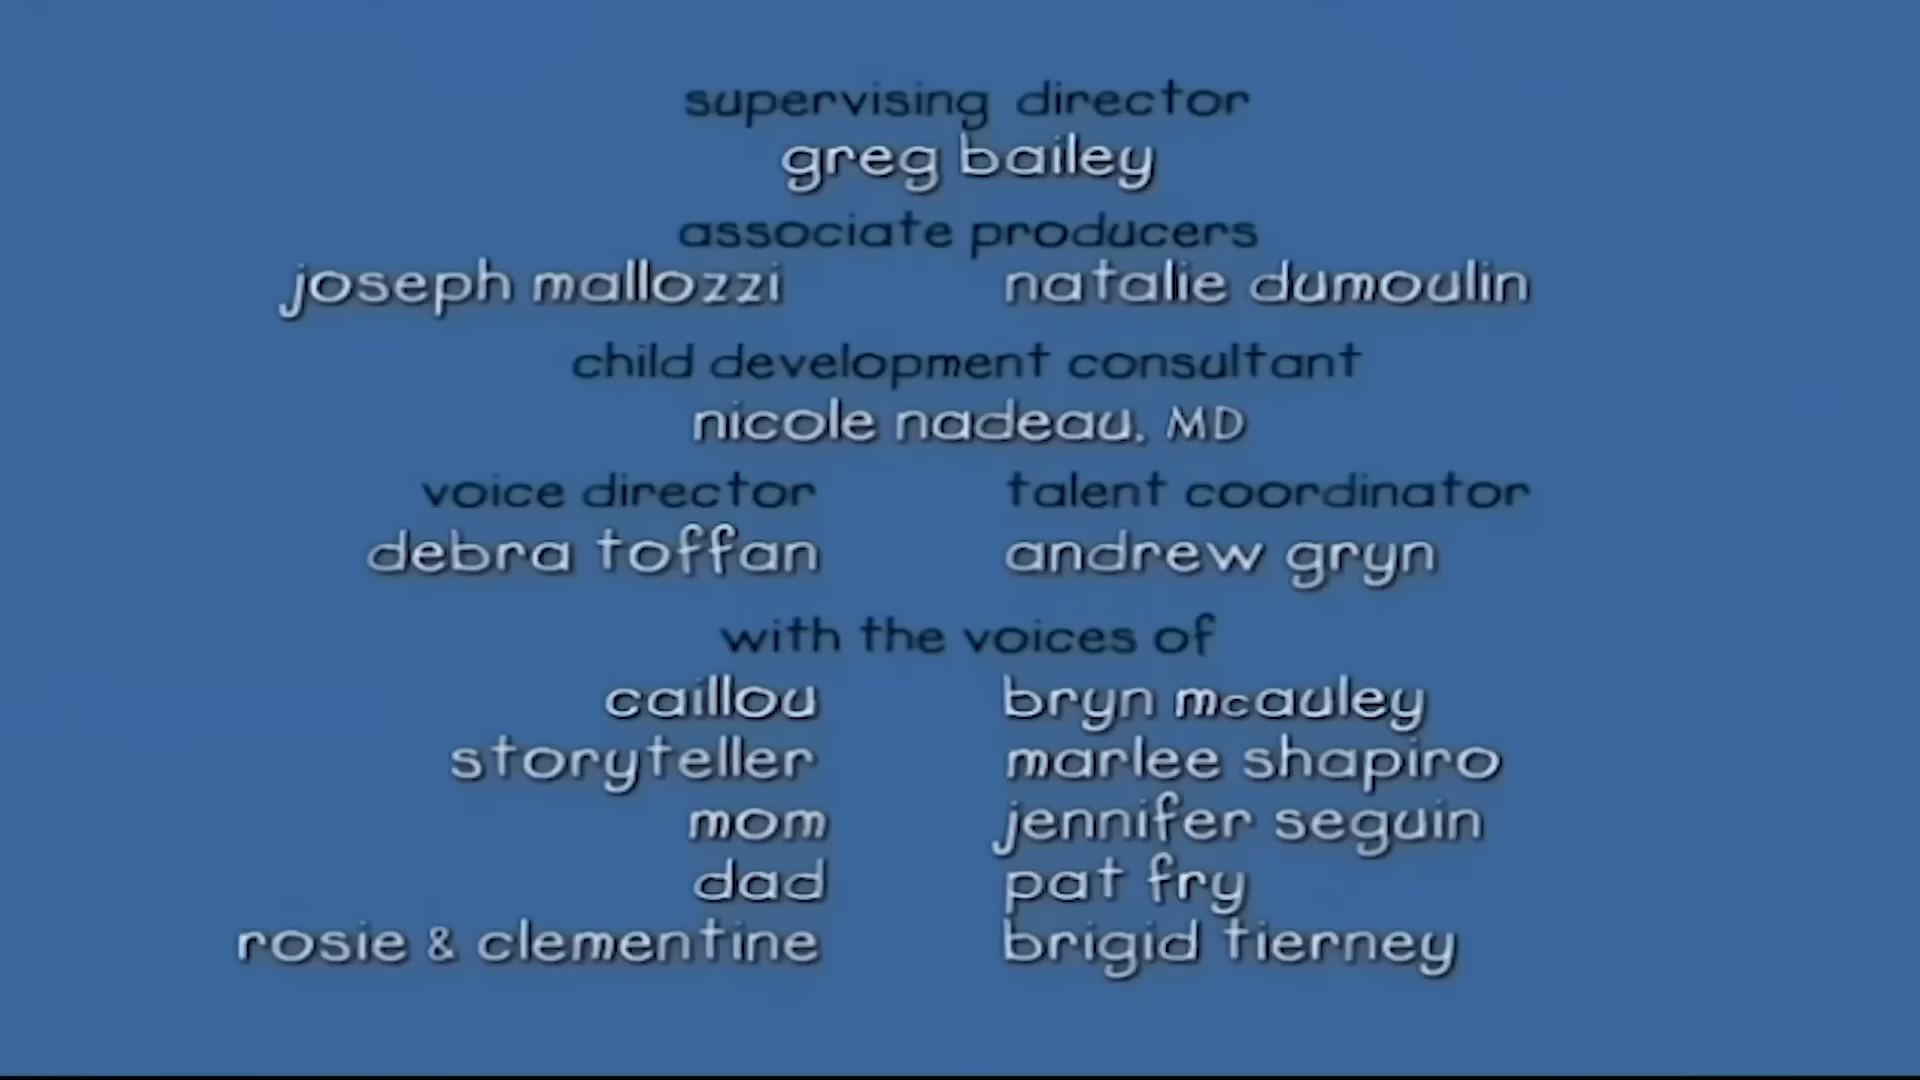 supervising director
greg bailey
associate producers
joseph mallozzi natalie dumoulin
child development consultant
nicole nadeau, MD
voice director talent coordinator
debra toffan andrew gryn
with the voices of
caillou bryn mcauley
storyteller marlee shapiro
mom jennifer seguin
dad pat fry
rosie & clementine brigid tierney